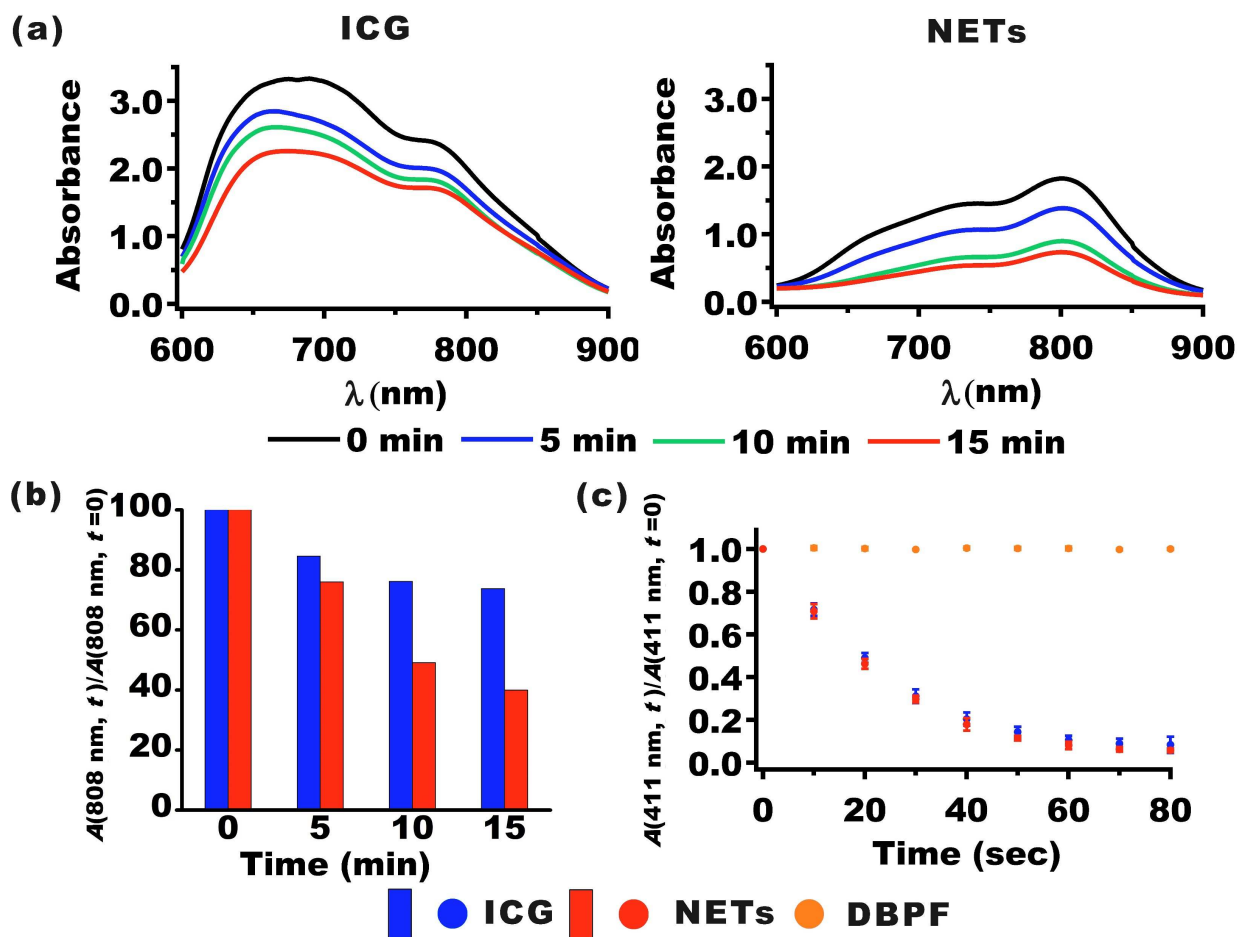 (a) ICG NETs
Absorbance
3.0
2.0
1.0
0.0
600 700 800 900
λ(nm)
Absorbance
3.0
2.0
1.0
0.0
600 700 800 900
λ(nm)
0 min 5 min 10 min 15 min
(b)
A(808 nm, t)/A(808 nm, t=0)
100
80
60
40
20
0
0 5 10 15
Time (min)
(c)
A(411 nm, t)/A(411 nm, t=0)
1.0
0.8
0.6
0.4
0.2
0.0
0 20 40 60 80
Time (sec)
ICG NETs DBPF